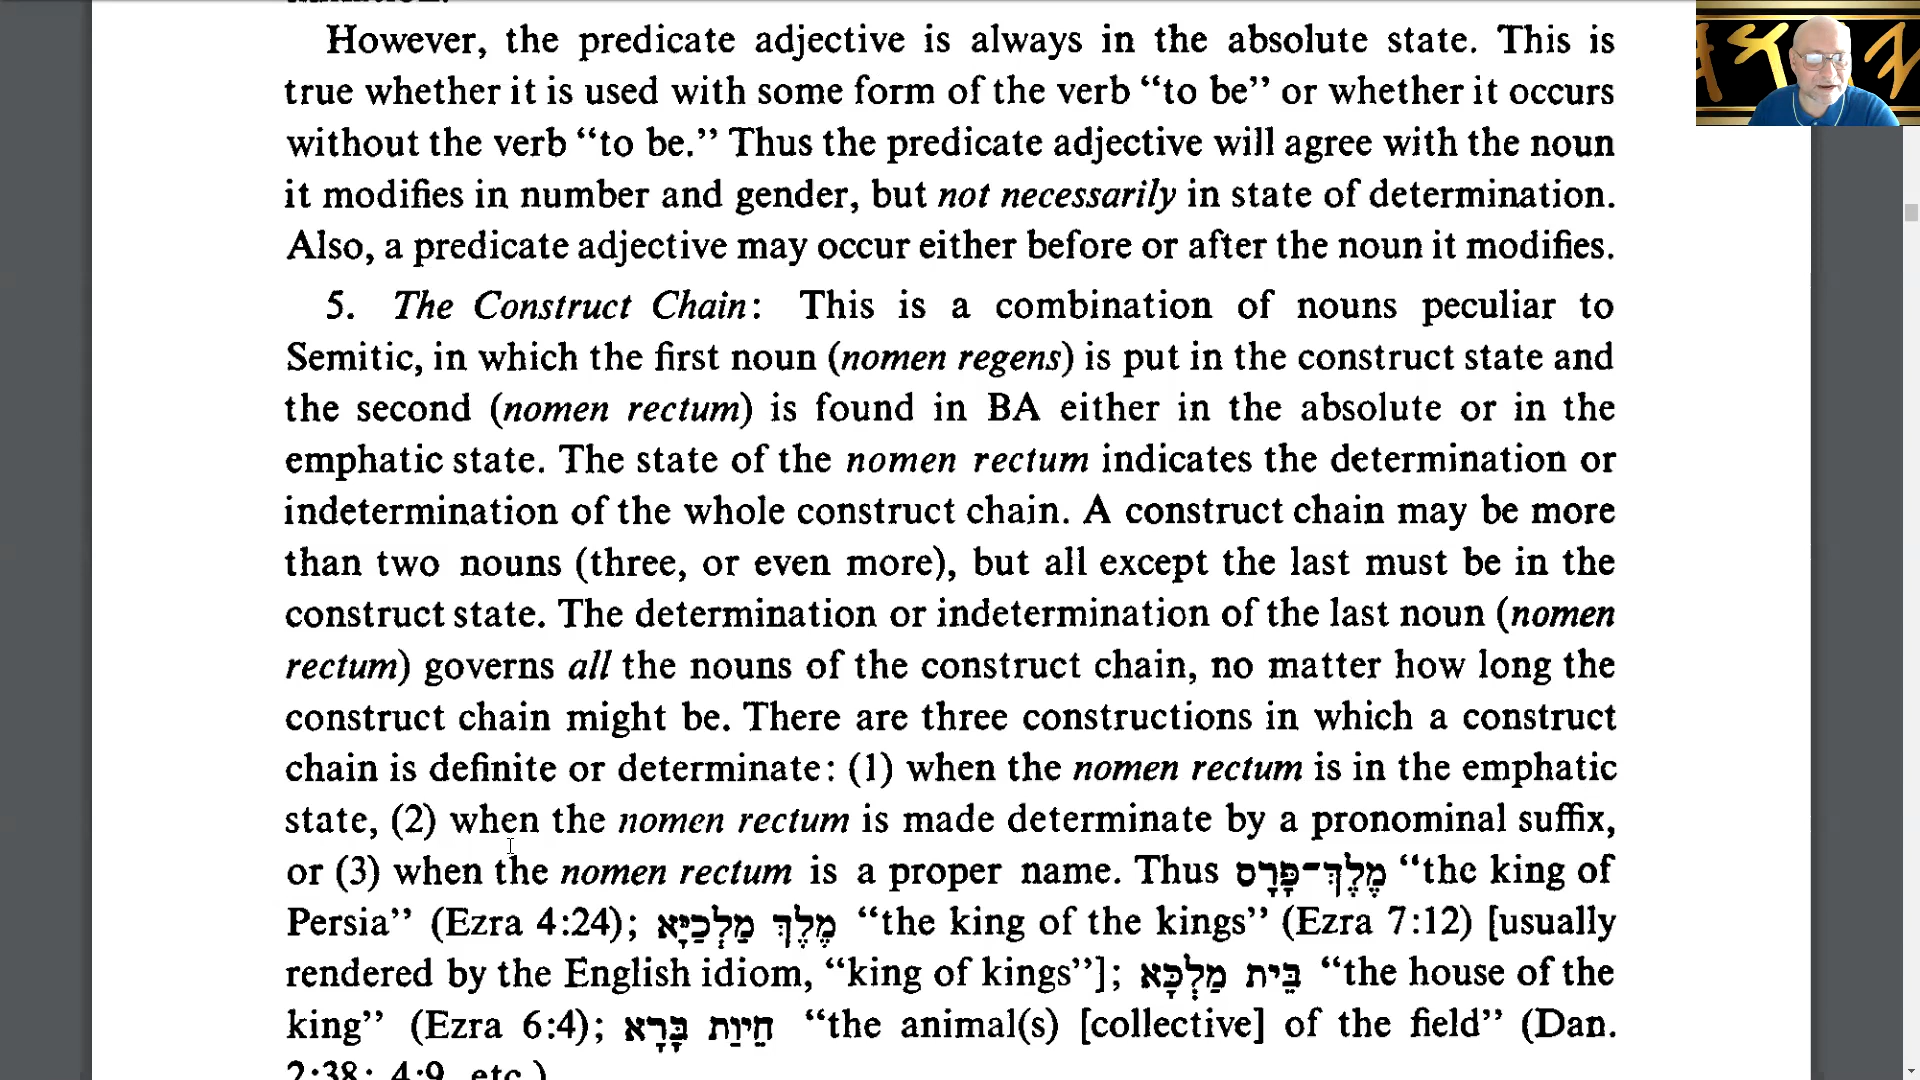 However, the predicate adjective is always in the absolute state. This is
true whether it is used with some form of the verb “to be” or whether it occurs
without the verb “to be.” Thus the predicate adjective will agree with the noun
it modifies in number and gender, but not necessarily in state of determination.
Also, a predicate adjective may occur either before or after the noun it modifies.
5. The Construct Chain: This is a combination of nouns peculiar to
Semitic, in which the first noun (nomen regens) is put in the construct state and
the second (nomen rectum) is found in BA either in the absolute or in the
emphatic state. The state of the nomen rectum indicates the determination or
indetermination of the whole construct chain. A construct chain may be more
than two nouns (three, or even more), but all except the last must be in the
construct state. The determination or indetermination of the last noun (nomen
rectum) governs all the nouns of the construct chain, no matter how long the
construct chain might be. There are three constructions in which a construct
chain is definite or determinate: (1) when the nomen rectum is in the emphatic
state, (2) when the nomen rectum is made determinate by a pronominal suffix,
or (3) when the nomen rectum is a proper name. Thus מֶלֶךְ־פָּרָס “the king of
Persia” (Ezra 4:24); מֶלֶךְ מַלְכַיָּא “the king of the kings” (Ezra 7:12) [usually
rendered by the English idiom, “king of kings”]; בֵּית מַלְכָּא “the house of the
king” (Ezra 6:4); חֵיוַת בָּרָא “the animal(s) [collective] of the field” (Dan.
2:38; 4:9, etc.)